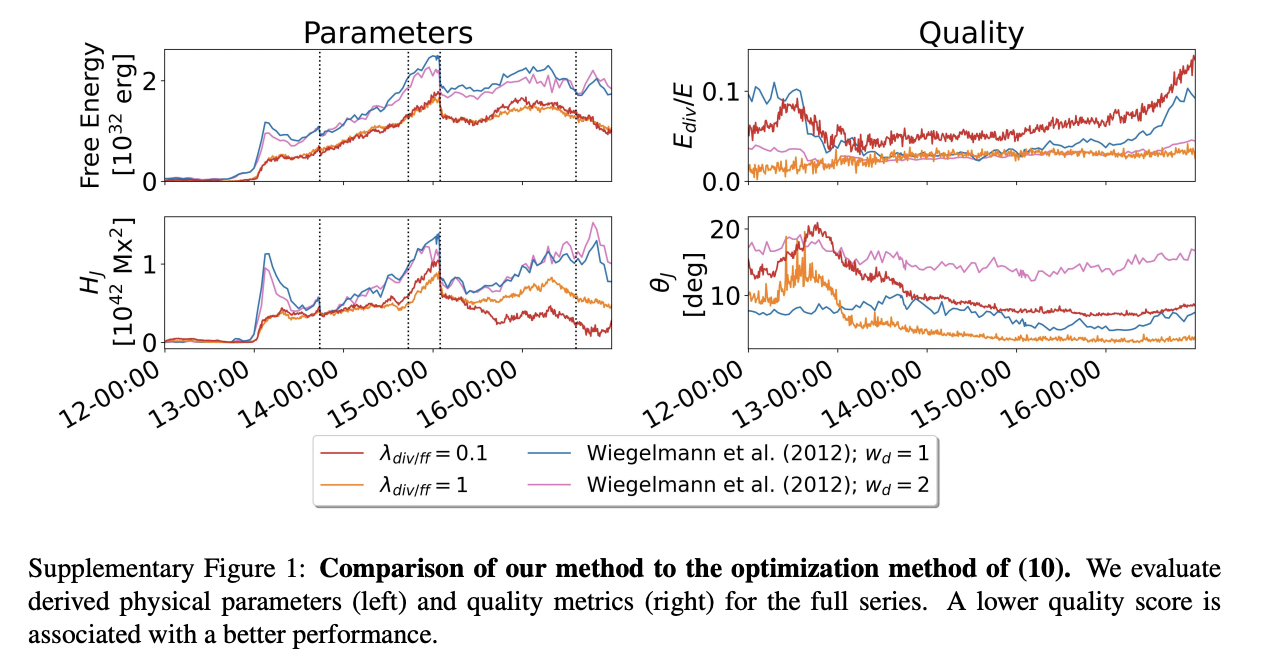 Parameters
Quality
Free Energy
[10^32 erg]
2
0
H_J
[10^42 Mx^2]
1
0
12-00:00
13-00:00
14-00:00
15-00:00
16-00:00
E_div/E
0.1
0.0
θ_J
[deg]
20
10
12-00:00
13-00:00
14-00:00
15-00:00
16-00:00
λ_div/ff = 0.1
Wiegelmann et al. (2012); w_d = 1
λ_div/ff = 1
Wiegelmann et al. (2012); w_d = 2
Supplementary Figure 1: Comparison of our method to the optimization method of (10). We evaluate
derived physical parameters (left) and quality metrics (right) for the full series. A lower quality score is
associated with a better performance.